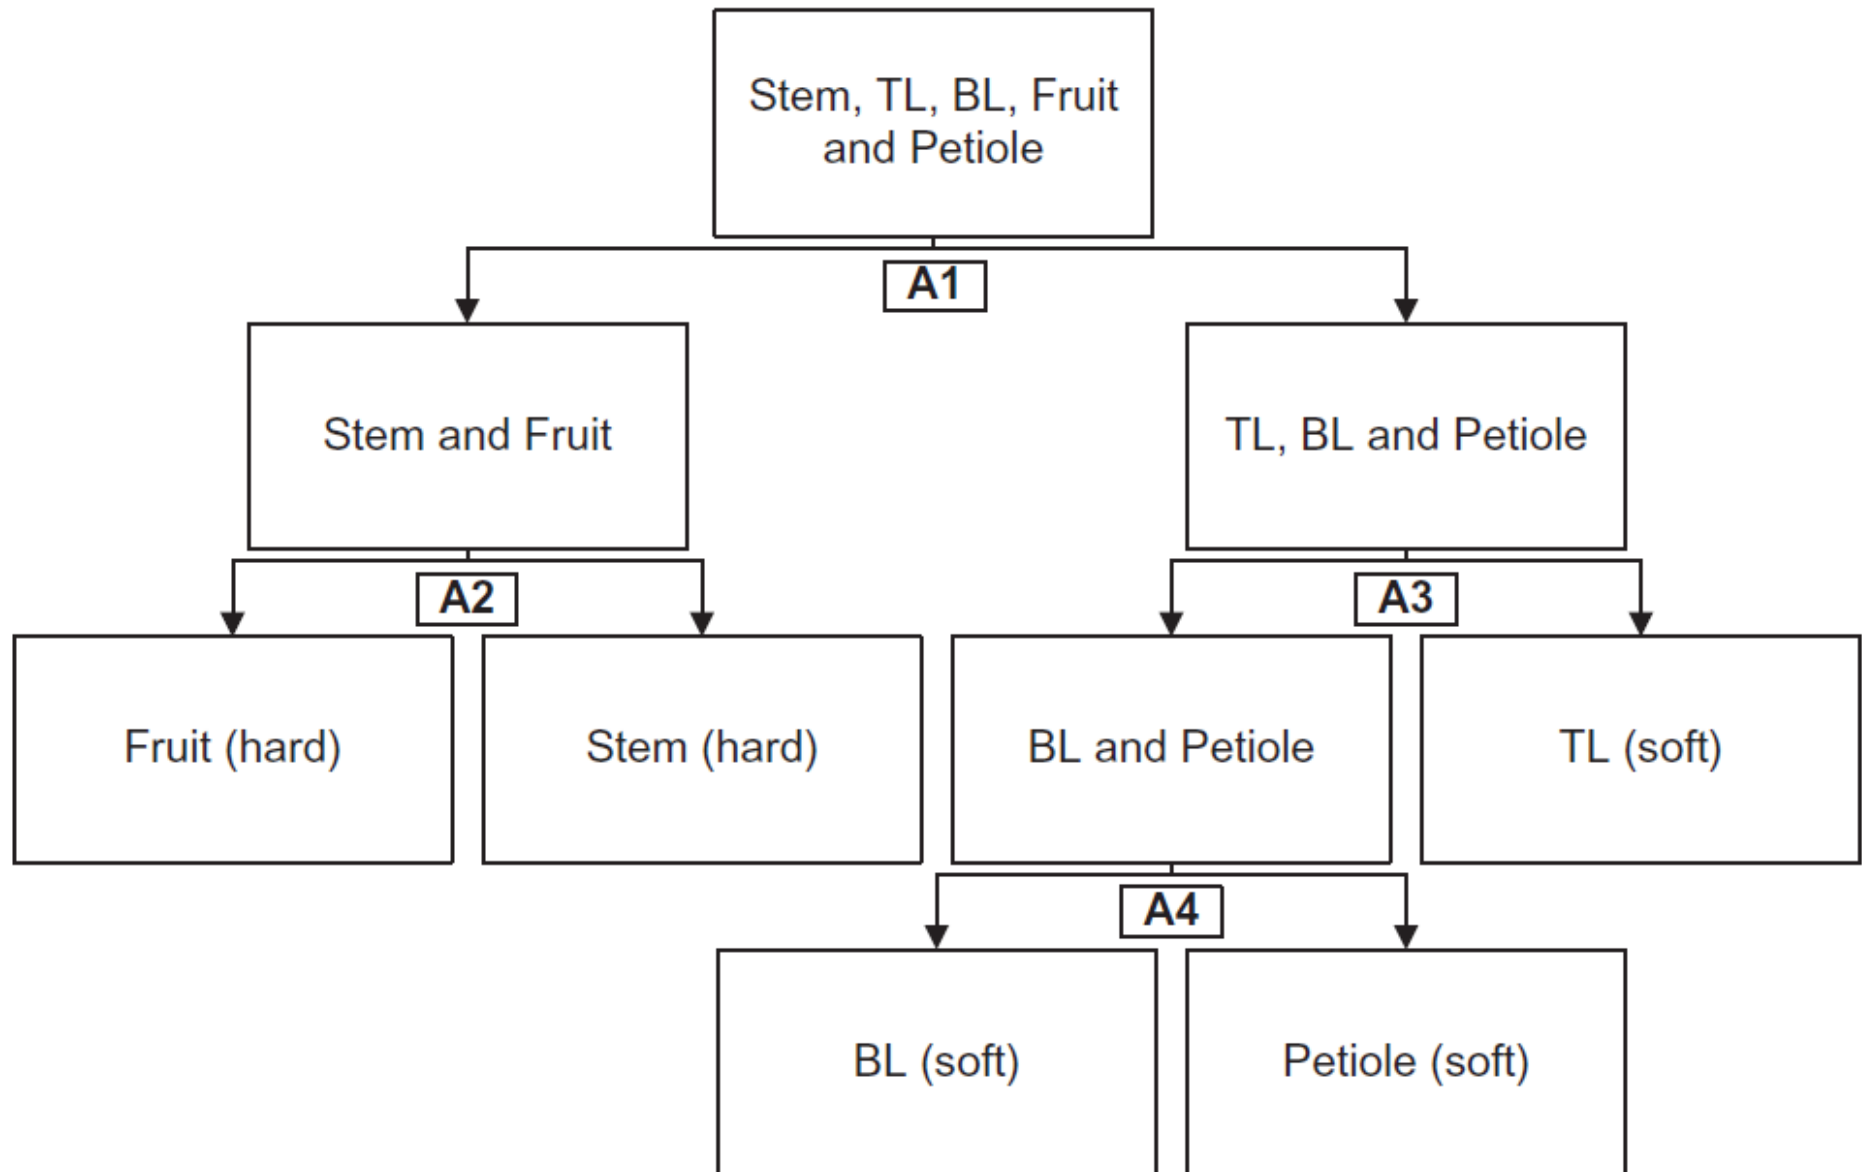 Stem, TL, BL, Fruit
and Petiole
A1
Stem and Fruit
TL, BL and Petiole
A2
A3
Fruit (hard)
Stem (hard)
BL and Petiole
TL (soft)
A4
BL (soft)
Petiole (soft)